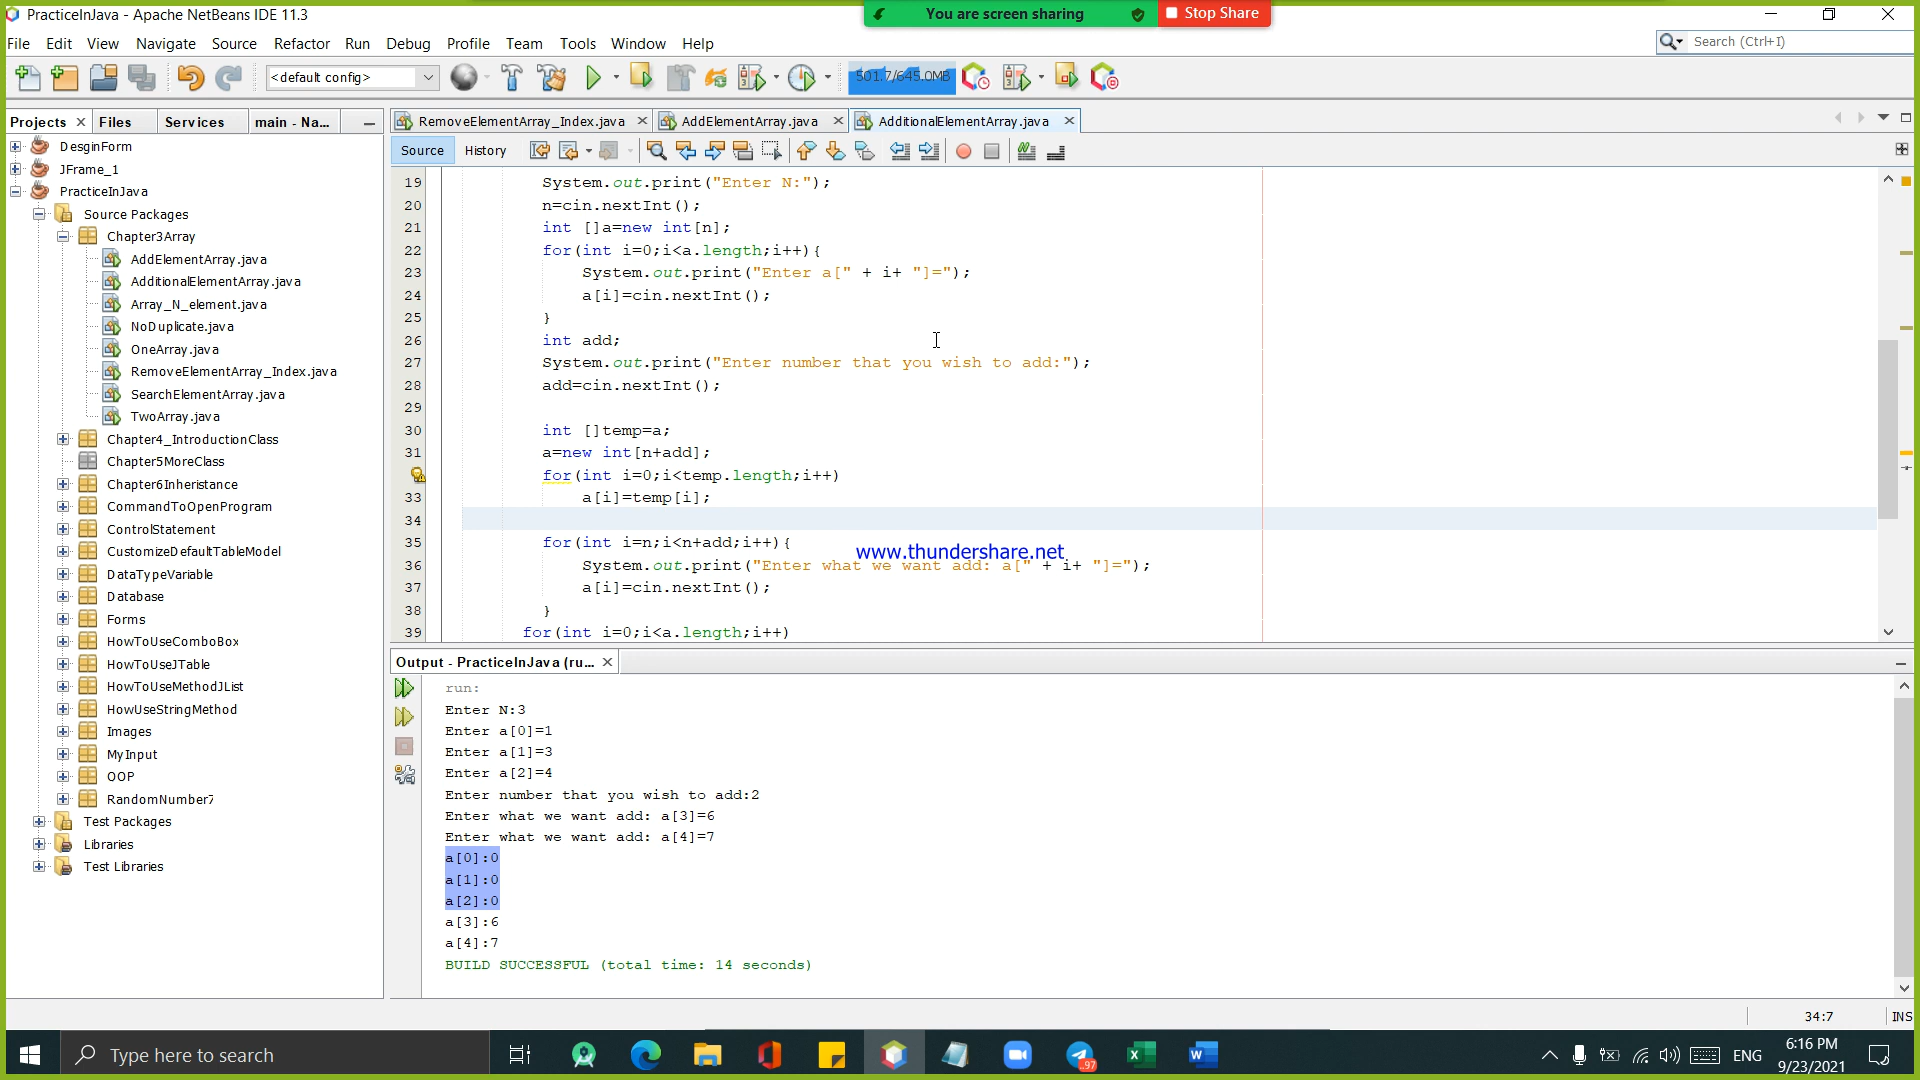 PracticeInJava - Apache NetBeans IDE 11.3
You are screen sharing
Stop Share
File Edit View Navigate Source Refactor Run Debug Profile Team Tools Window Help
Search (Ctrl+I)
<default config>
501.7/645.0MB
Projects Files Services main - Na...
RemoveElementArray_Index.java AddElementArray.java AdditionalElementArray.java
Source History
DesginForm
JFrame_1
PracticeInJava
Source Packages
Chapter3Array
AddElementArray.java
AdditionalElementArray.java
Array_N_element.java
NoDuplicate.java
OneArray.java
RemoveElementArray_Index.java
SearchElementArray.java
TwoArray.java
Chapter4_IntroductionClass
Chapter5MoreClass
Chapter6Inheristance
CommandToOpenProgram
ControlStatement
CustomizeDefaultTableModel
DataTypeVariable
Database
Forms
HowToUseComboBox
HowToUseJTable
HowToUseMethodJList
HowUseStringMethod
Images
MyInput
OOP
RandomNumber7
Test Packages
Libraries
Test Libraries
19 System.out.print("Enter N:");
20 n=cin.nextInt();
21 int []a=new int[n];
22 for(int i=0;i<a.length;i++){
23 System.out.print("Enter a[" + i+ "]=");
24 a[i]=cin.nextInt();
25 }
26 int add;
27 System.out.print("Enter number that you wish to add:");
28 add=cin.nextInt();
29
30 int []temp=a;
31 a=new int[n+add];
for(int i=0;i<temp.length;i++)
33 a[i]=temp[i];
34
35 for(int i=n;i<n+add;i++){
www.thundershare.net
36 System.out.print("Enter what we want add: a[" + i+ "]=");
37 a[i]=cin.nextInt();
38 }
39 for(int i=0;i<a.length;i++)
Output - PracticeInJava (ru...
run:
Enter N:3
Enter a[0]=1
Enter a[1]=3
Enter a[2]=4
Enter number that you wish to add:2
Enter what we want add: a[3]=6
Enter what we want add: a[4]=7
a[0]:0
a[1]:0
a[2]:0
a[3]:6
a[4]:7
BUILD SUCCESSFUL (total time: 14 seconds)
34:7 INS
Type here to search
97
ENG
6:16 PM
9/23/2021